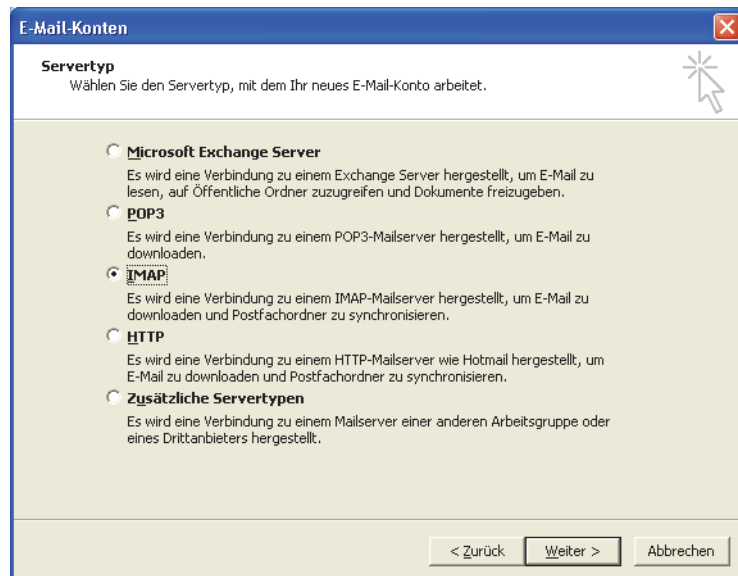 E-Mail-Konten
Servertyp
Wählen Sie den Servertyp, mit dem Ihr neues E-Mail-Konto arbeitet.
Microsoft Exchange Server
Es wird eine Verbindung zu einem Exchange Server hergestellt, um E-Mail zu
lesen, auf Öffentliche Ordner zuzugreifen und Dokumente freizugeben.
POP3
Es wird eine Verbindung zu einem POP3-Mailserver hergestellt, um E-Mail zu
downloaden.
IMAP
Es wird eine Verbindung zu einem IMAP-Mailserver hergestellt, um E-Mail zu
downloaden und Postfachordner zu synchronisieren.
HTTP
Es wird eine Verbindung zu einem HTTP-Mailserver wie Hotmail hergestellt, um
E-Mail zu downloaden und Postfachordner zu synchronisieren.
Zusätzliche Servertypen
Es wird eine Verbindung zu einem Mailserver einer anderen Arbeitsgruppe oder
eines Drittanbieters hergestellt.
< Zurück Weiter > Abbrechen